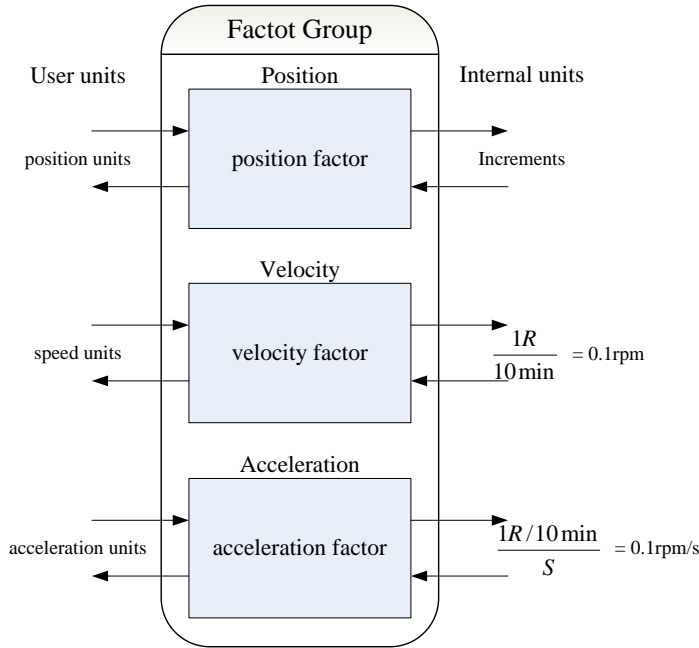 Factot Group
User units
Position
Internal units
position units
position factor
Increments
Velocity
speed units
velocity factor
1R
10 min
= 0.1rpm
Acceleration
acceleration units
acceleration factor
1R / 10 min
S
= 0.1rpm/s